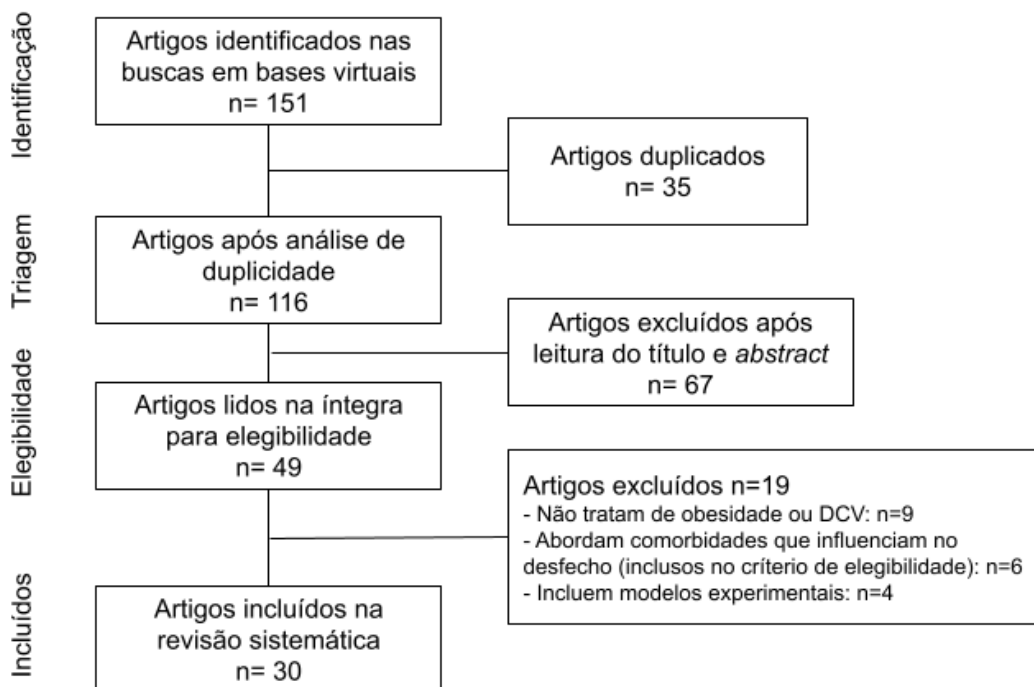 Identificação
Artigos identificados nas
buscas em bases virtuais
n= 151
Artigos duplicados
n= 35
Triagem
Artigos após análise de
duplicidade
n= 116
Artigos excluídos após
leitura do título e abstract
n= 67
Elegibilidade
Artigos lidos na íntegra
para elegibilidade
n= 49
Artigos excluídos n=19
- Não tratam de obesidade ou DCV: n=9
- Abordam comorbidades que influenciam no
desfecho (inclusos no critério de elegibilidade): n=6
- Incluem modelos experimentais: n=4
Incluídos
Artigos incluídos na
revisão sistemática
n= 30